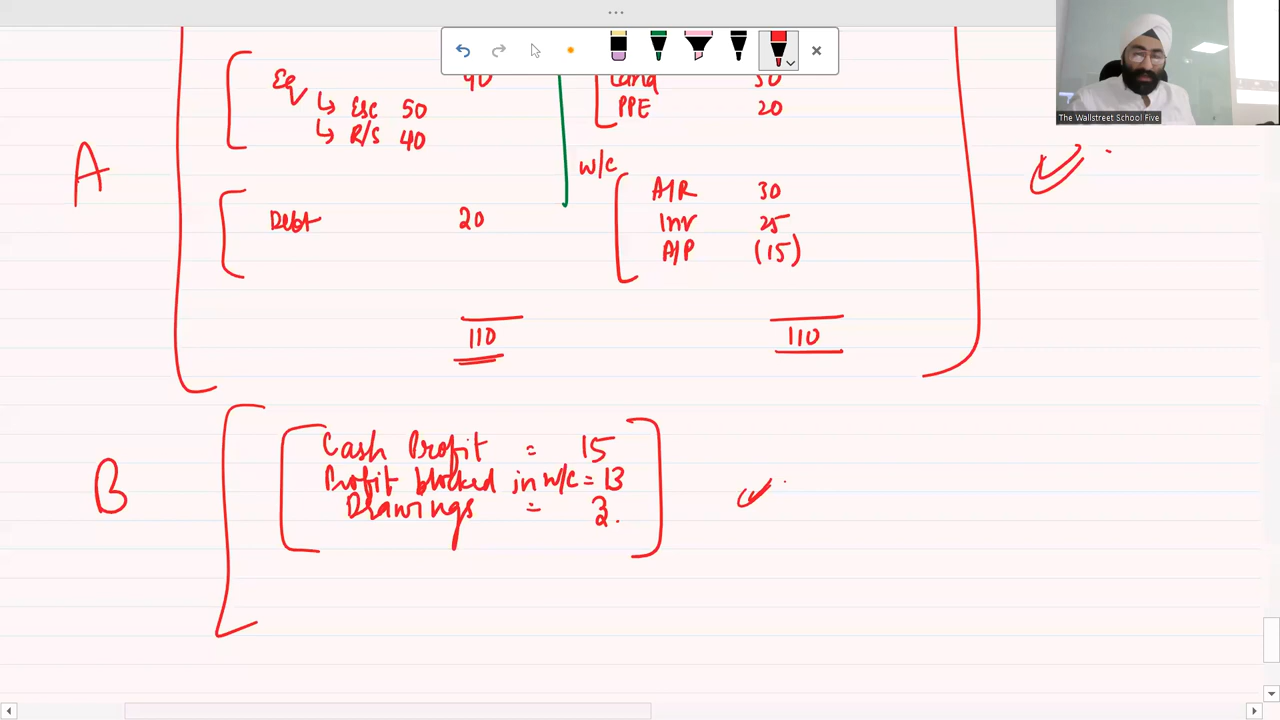 Eq
Land
↳ ESC 50
PPE 20
↳ R/S 40
W/C
A
A/R 30
Debt 20
Inv 25
A/P (15)
110
110
Cash Profit = 15
B
Profit blocked in W/C = 13
Drawings =
The Wallstreet School Five